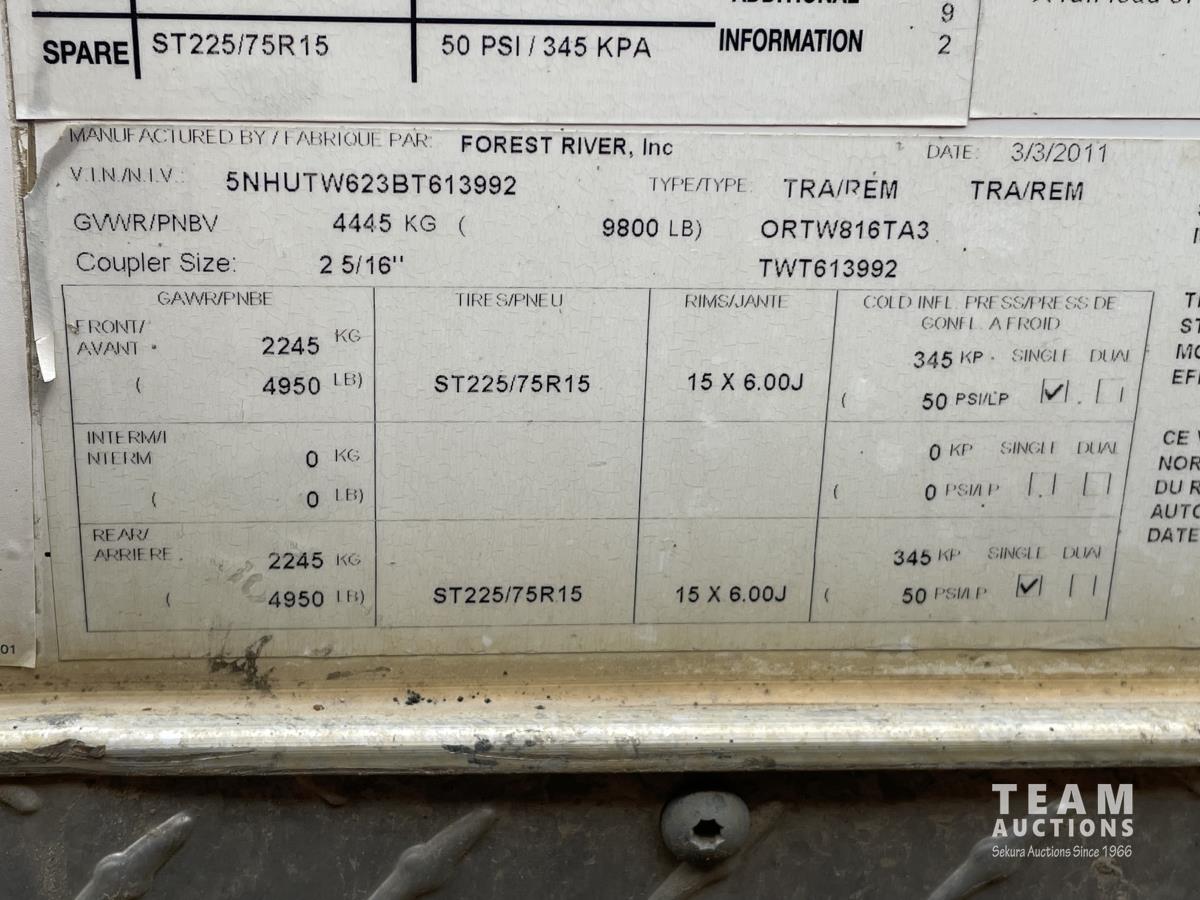 ADDITIONAL
INFORMATION
9
2
SPARE ST225/75R15 50 PSI / 345 KPA
MANUFACTURED BY / FABRIQUE PAR: FOREST RIVER, Inc DATE: 3/3/2011
V.I.N./N.I.V.: 5NHUTW623BT613992 TYPE/TYPE: TRA/REM TRA/REM
GVWR/PNBV 4445 KG ( 9800 LB) ORTW816TA3
Coupler Size: 2 5/16" TWT613992
GAWR/PNBE TIRES/PNEU RIMS/JANTE COLD INFL. PRESS/PRESS DE
GONFL. A FROID
FRONT/
AVANT 2245 KG 345 KP SINGLE DUAL
( 4950 LB) ST225/75R15 15 X 6.00J ( 50 PSI/LP
INTERM/I
NTERM 0 KG 0 KP SINGLE DUAL
( 0 LB) ( 0 PSI/LP
REAR/
ARRIERE 2245 KG 345 KP SINGLE DUAL
( 4950 LB) ST225/75R15 15 X 6.00J ( 50 PSI/LP
CE
NOR
DU R
AUTO
DATE
01
TEAM
AUCTIONS
Sekura Auctions Since 1966